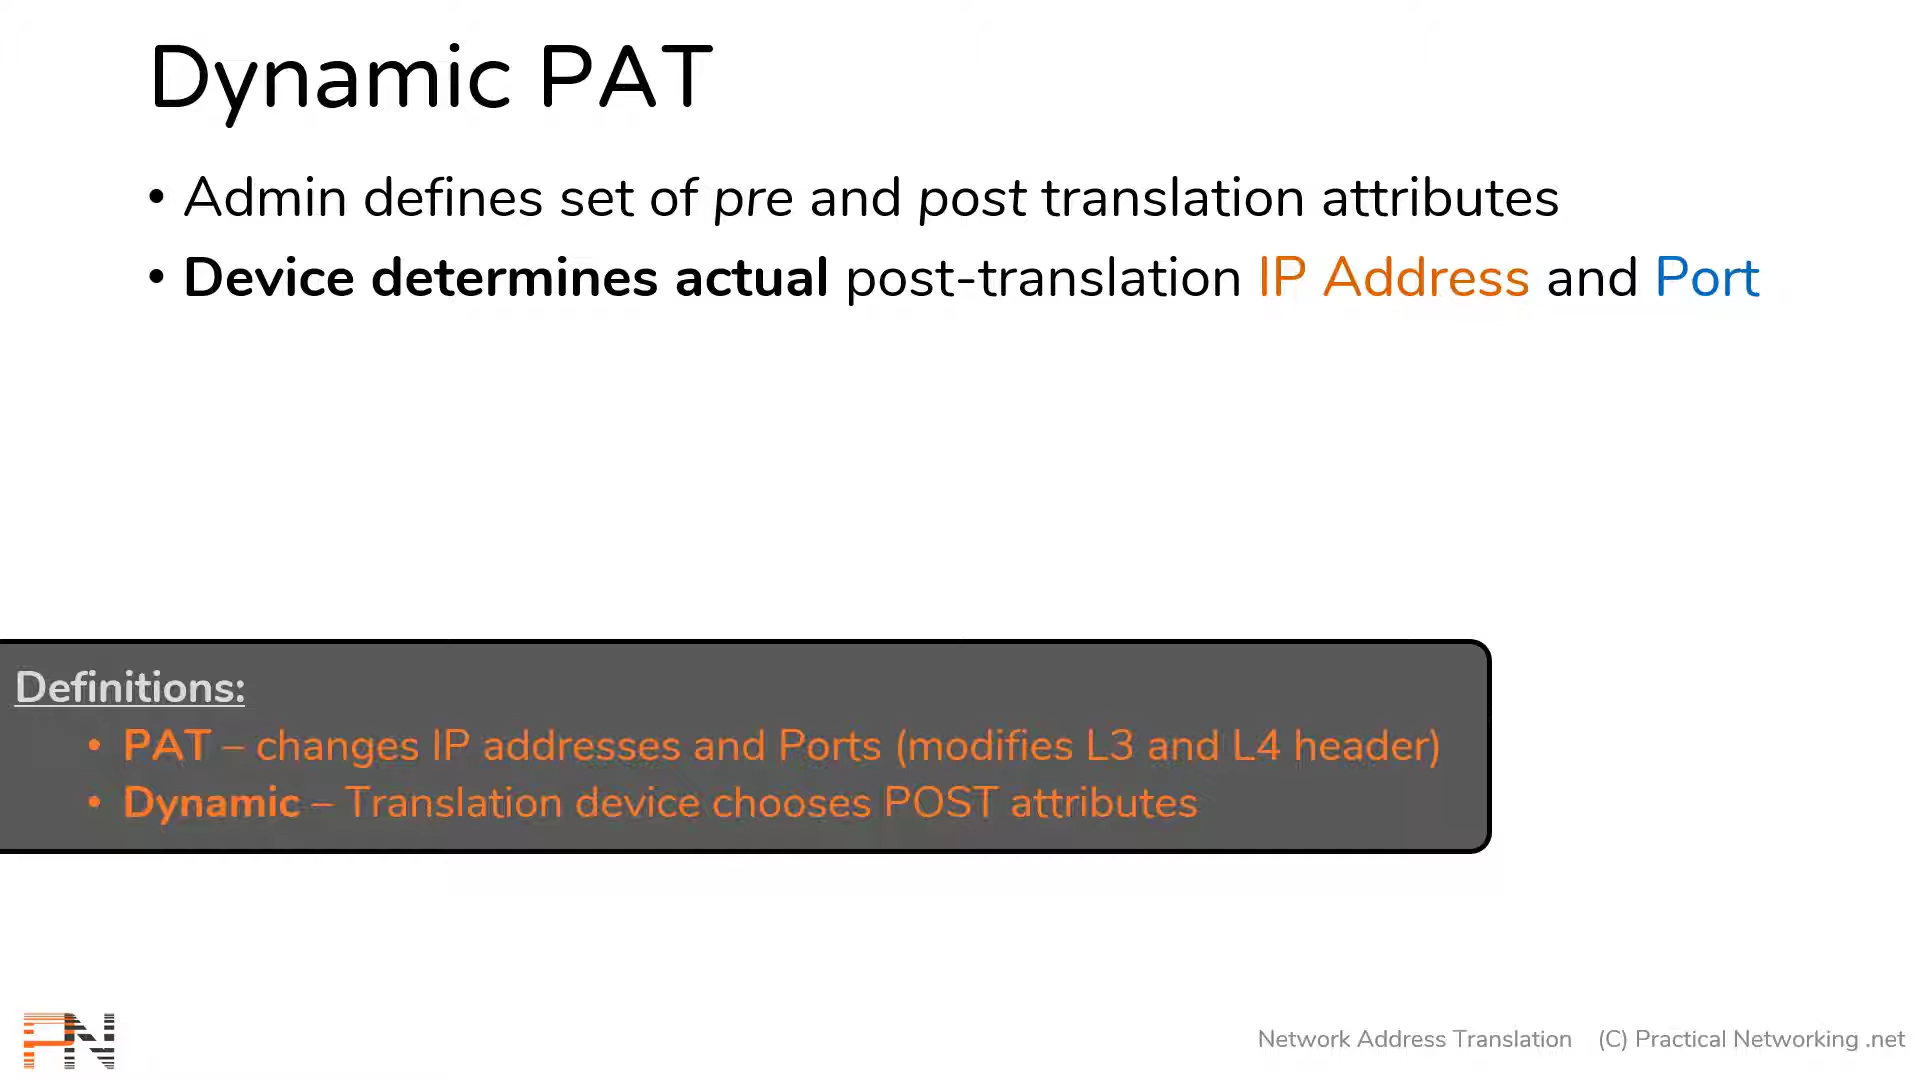 Dynamic PAT
• Admin defines set of pre and post translation attributes
• Device determines actual post-translation IP Address and Port
Definitions:
• PAT – changes IP addresses and Ports (modifies L3 and L4 header)
• Dynamic – Translation device chooses POST attributes
PN
Network Address Translation (C) Practical Networking .net